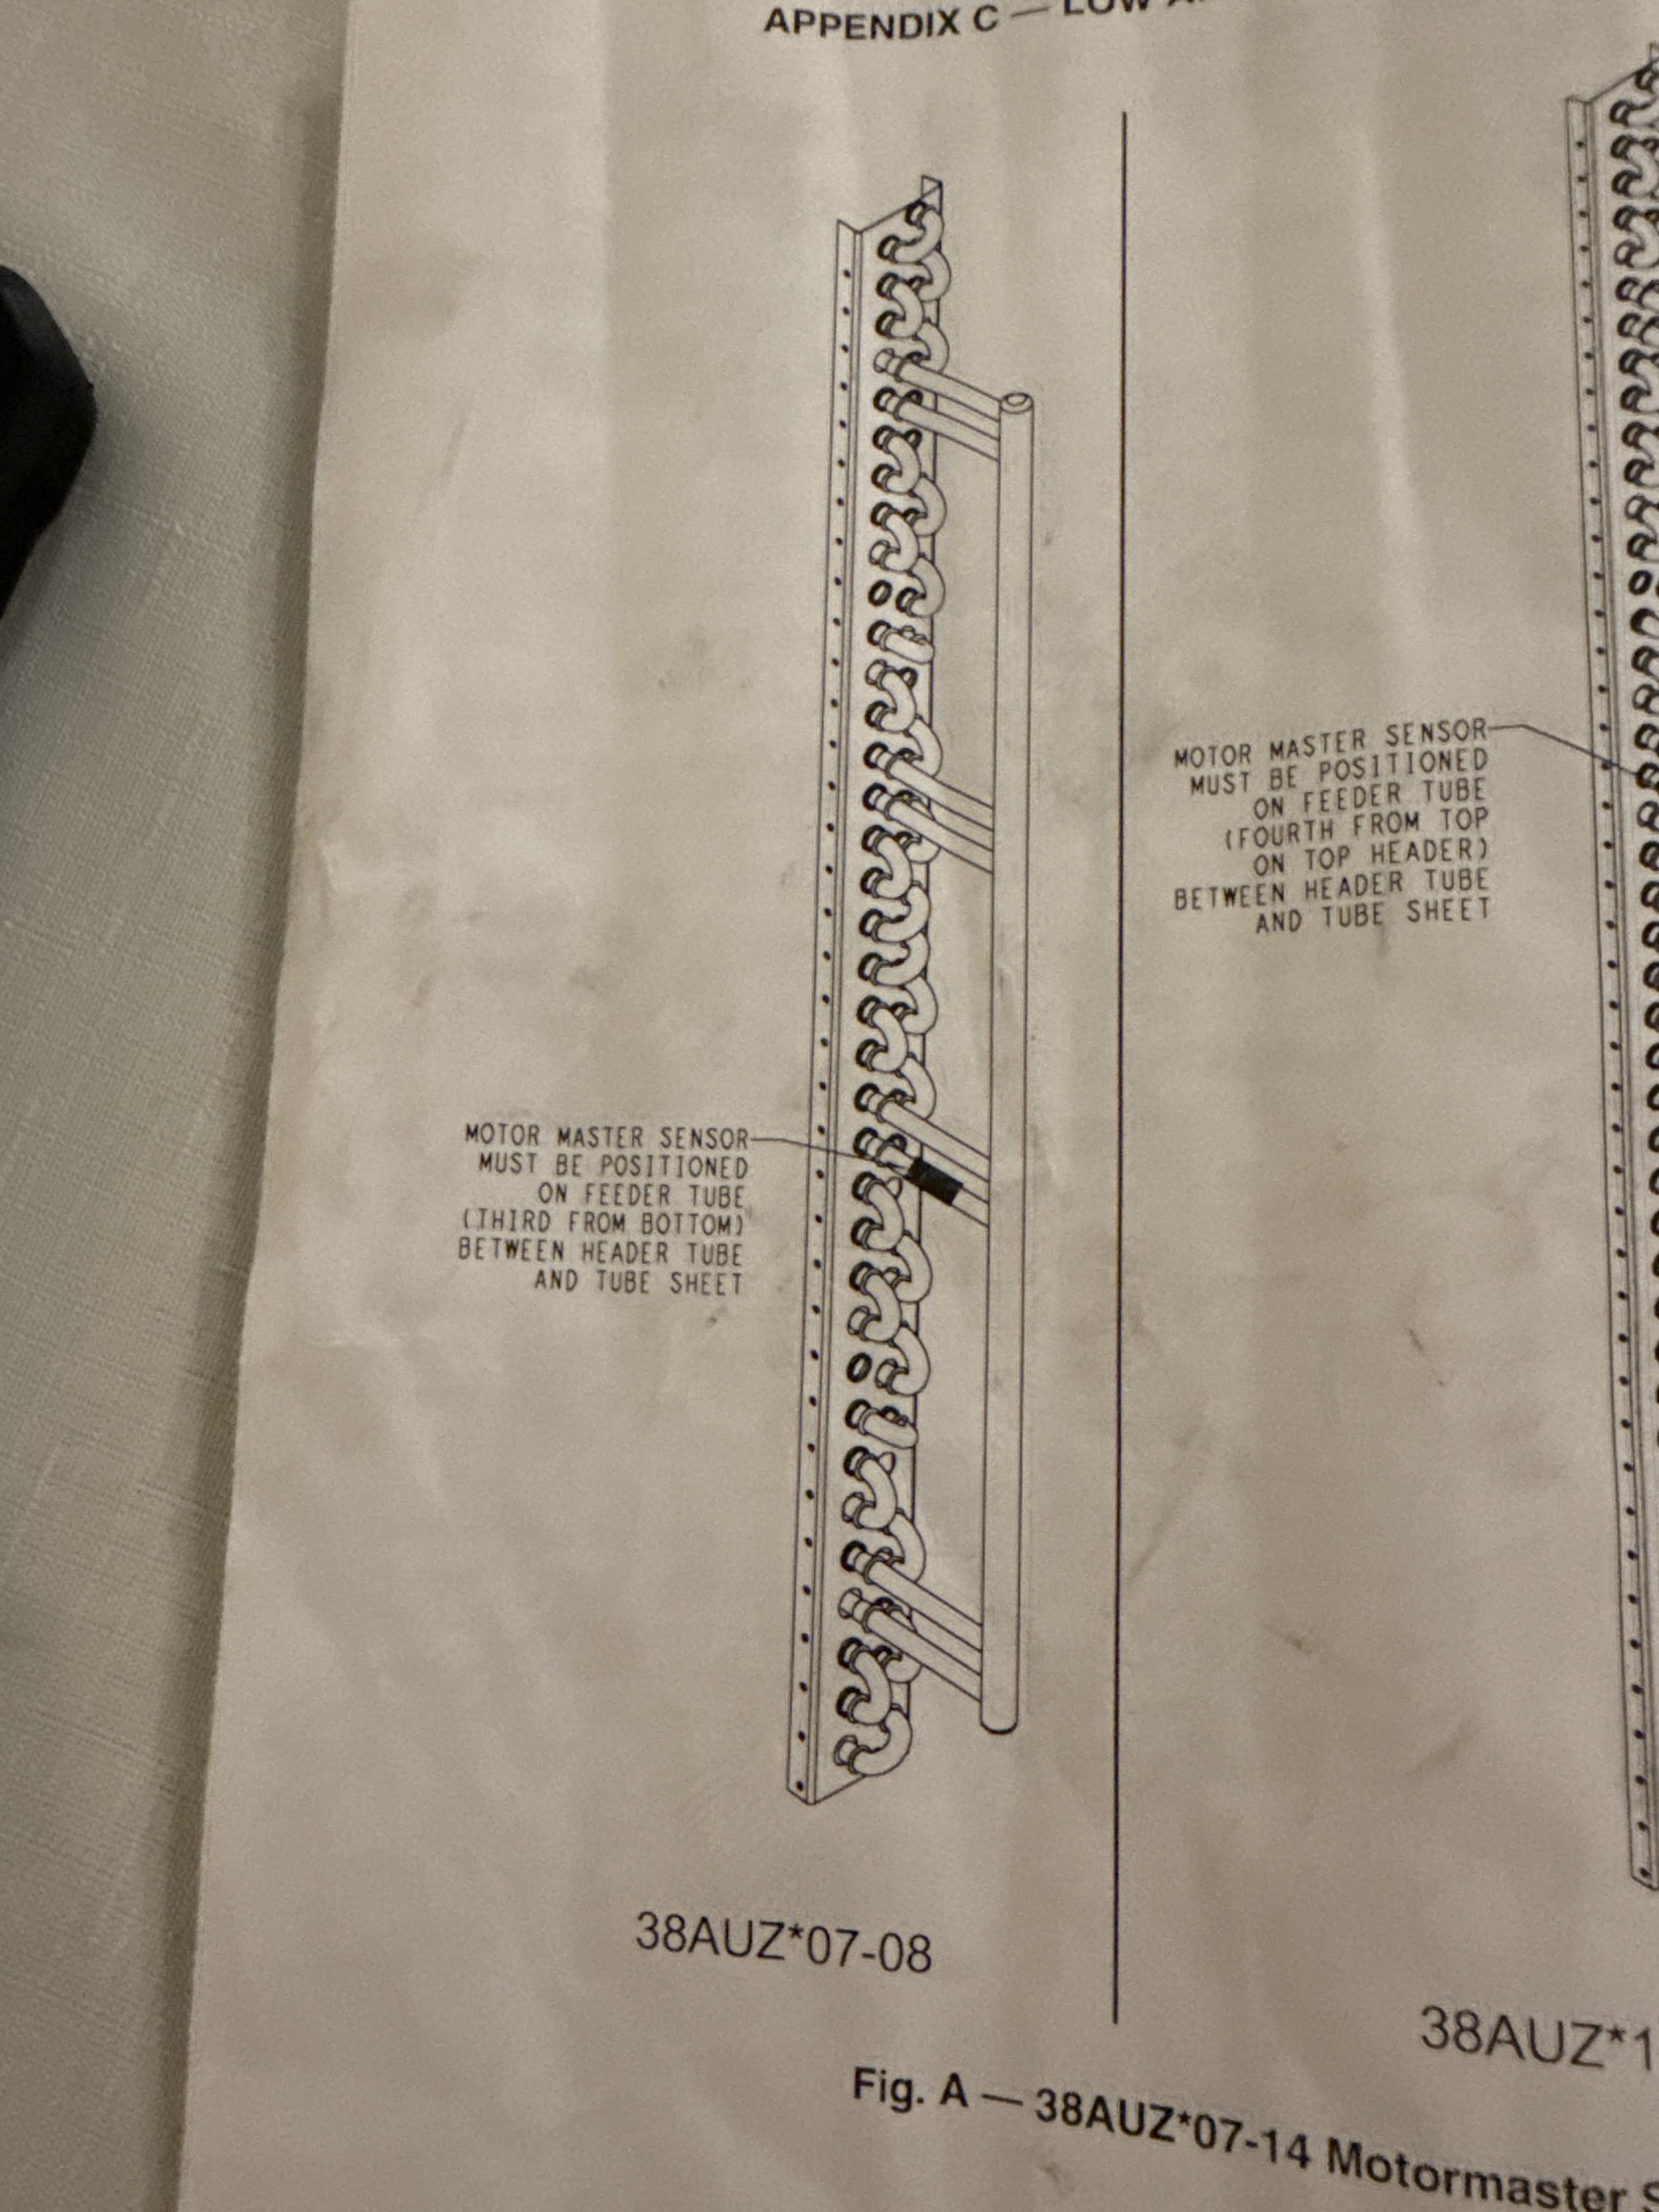 APPENDIX C — LOW
MOTOR MASTER SENSOR
MUST BE POSITIONED
ON FEEDER TUBE
(FOURTH FROM TOP
ON TOP HEADER)
BETWEEN HEADER TUBE
AND TUBE SHEET
MOTOR MASTER SENSOR
MUST BE POSITIONED
ON FEEDER TUBE
(THIRD FROM BOTTOM)
BETWEEN HEADER TUBE
AND TUBE SHEET
38AUZ*07-08
38AUZ*1
Fig. A — 38AUZ*07-14 Motormaster